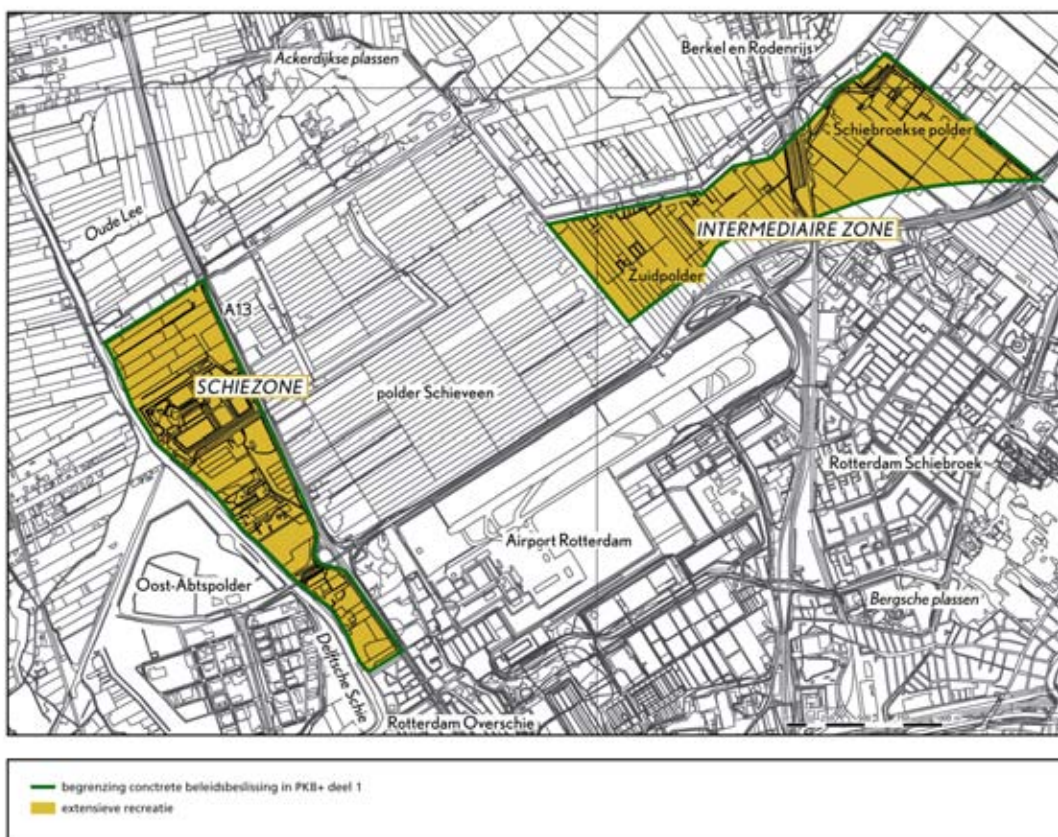 Berkel en Rodenrijs
Ackerdijkse plassen
Schiebroekse polder
Oude Lee
INTERMEDIAIRE ZONE
Zuidpolder
A13
SCHIEZONE
polder Schieveen
Rotterdam Schiebroek
Airport Rotterdam
Oost-Abtspolder
Bergsche plassen
Delftsche Schie
Rotterdam Overschie
begrenzing conctrete beleidsbeslissing in PKB+ deel 1
extensieve recreatie